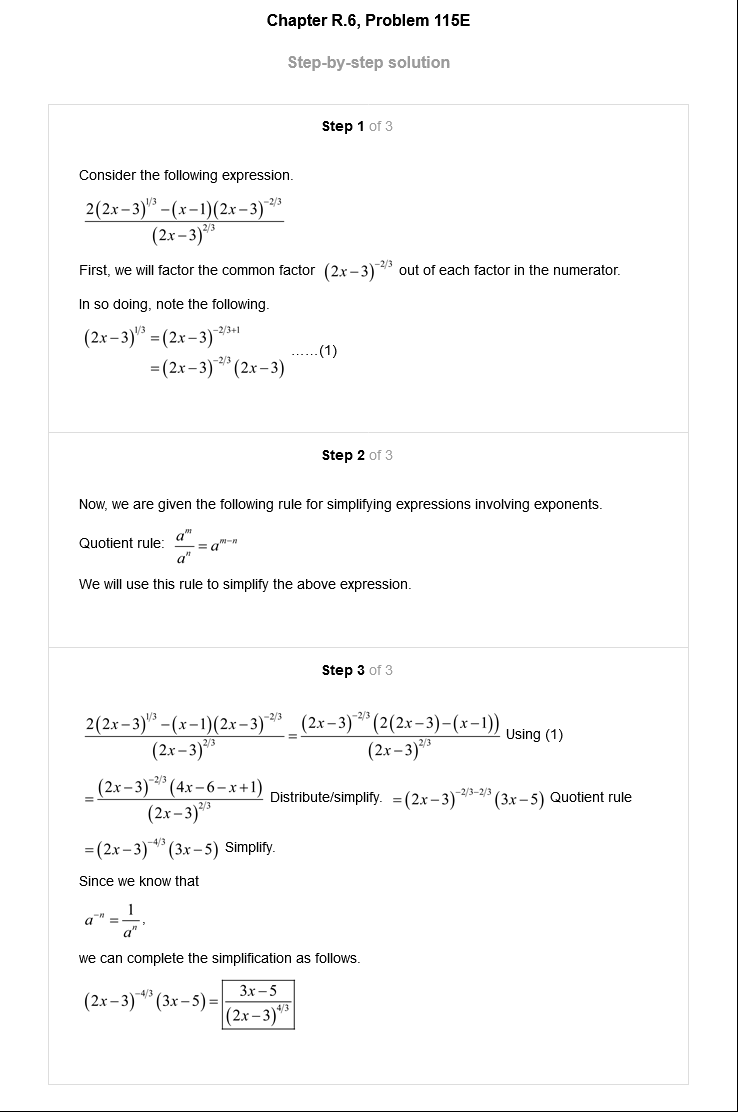 Chapter R.6, Problem 115E
Step-by-step solution
Step 1 of 3
Consider the following expression.
\frac{2(2x-3)^{1/3}-(x-1)(2x-3)^{-2/3}}{(2x-3)^{2/3}}
First, we will factor the common factor (2x-3)^{-2/3} out of each factor in the numerator.
In so doing, note the following.
(2x-3)^{1/3} = (2x-3)^{-2/3+1}
= (2x-3)^{-2/3}(2x-3) ......(1)
Step 2 of 3
Now, we are given the following rule for simplifying expressions involving exponents.
Quotient rule: \frac{a^m}{a^n} = a^{m-n}
We will use this rule to simplify the above expression.
Step 3 of 3
\frac{2(2x-3)^{1/3}-(x-1)(2x-3)^{-2/3}}{(2x-3)^{2/3}} = \frac{(2x-3)^{-2/3}(2(2x-3)-(x-1))}{(2x-3)^{2/3}} Using (1)
= \frac{(2x-3)^{-2/3}(4x-6-x+1)}{(2x-3)^{2/3}} Distribute/simplify. = (2x-3)^{-2/3-2/3}(3x-5) Quotient rule
= (2x-3)^{-4/3}(3x-5) Simplify.
Since we know that
a^{-n} = \frac{1}{a^n},
we can complete the simplification as follows.
(2x-3)^{-4/3}(3x-5) = \frac{3x-5}{(2x-3)^{4/3}}